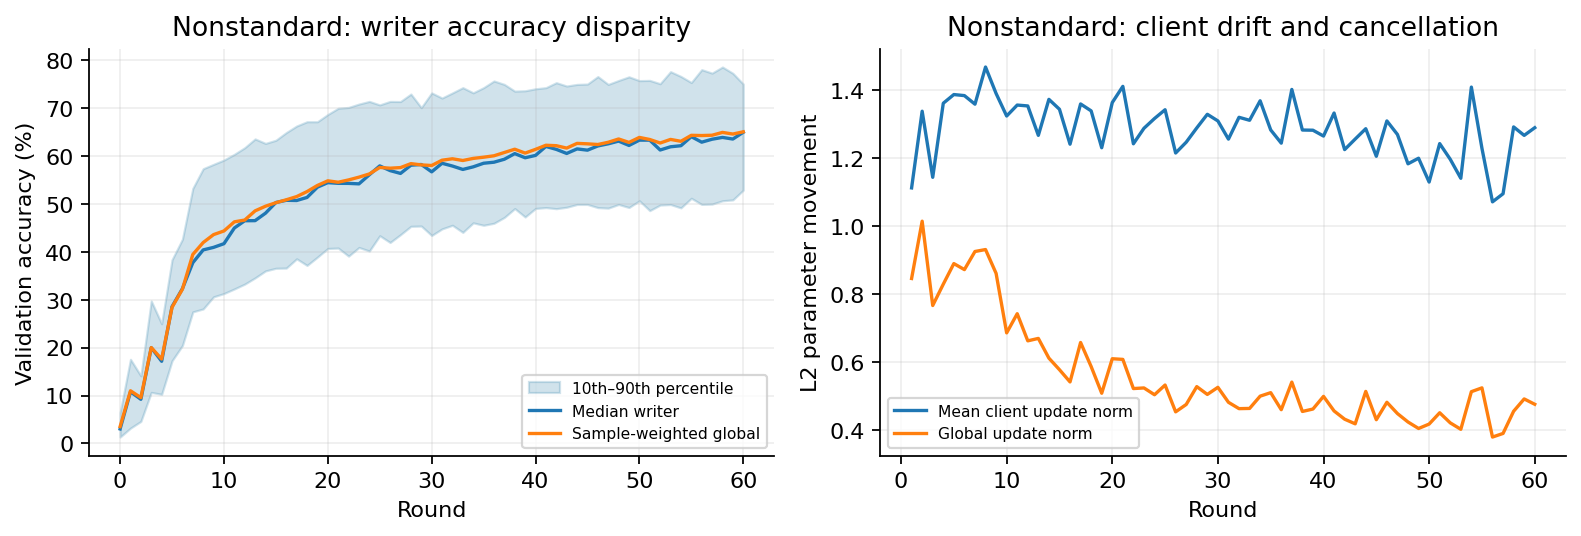 Nonstandard: writer accuracy disparity
Validation accuracy (%)
80
70
60
50
40
30
20
10
0
10th–90th percentile
Median writer
Sample-weighted global
0 10 20 30 40 50 60
Round
Nonstandard: client drift and cancellation
L2 parameter movement
1.4
1.2
1.0
0.8
0.6
0.4
Mean client update norm
Global update norm
0 10 20 30 40 50 60
Round